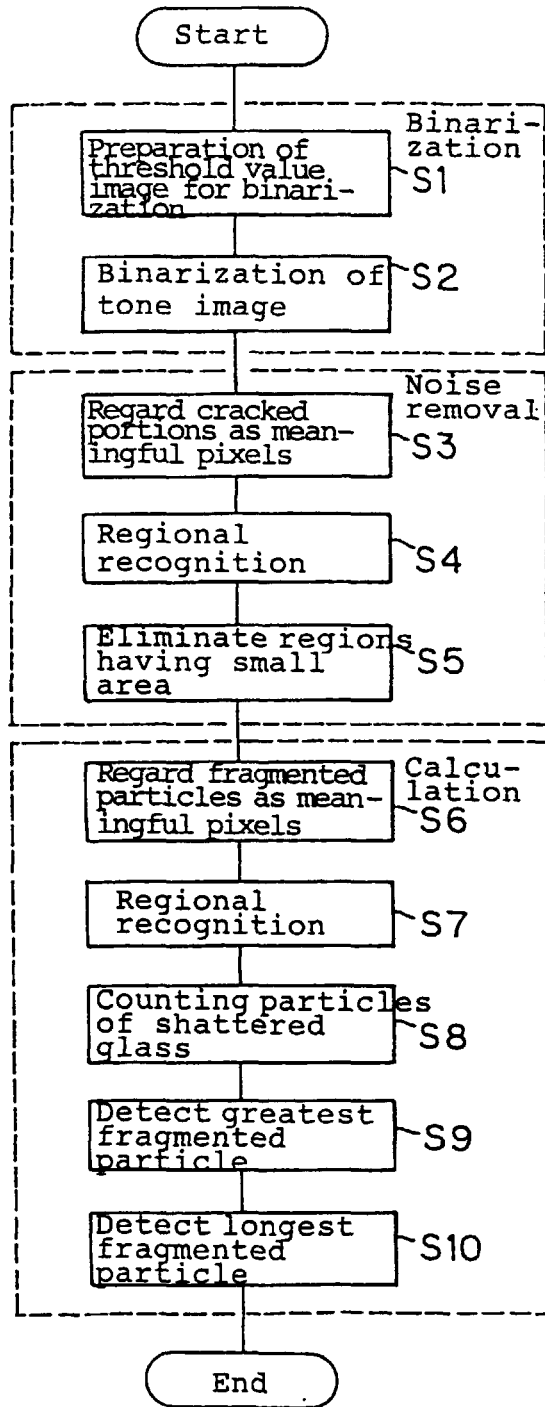 Start
Binari-
zation
Preparation of
threshold value
image for binari-
zation
S1
Binarization of
tone image
S2
Noise
removal
Regard cracked
portions as mean-
ingful pixels
S3
Regional
recognition
S4
Eliminate regions
having small
area
S5
Calcu-
lation
Regard fragmented
particles as mean-
ingful pixels
S6
Regional
recognition
S7
Counting particles
of shattered
glass
S8
Detect greatest
fragmented
particle
S9
Detect longest
fragmented
particle
S10
End